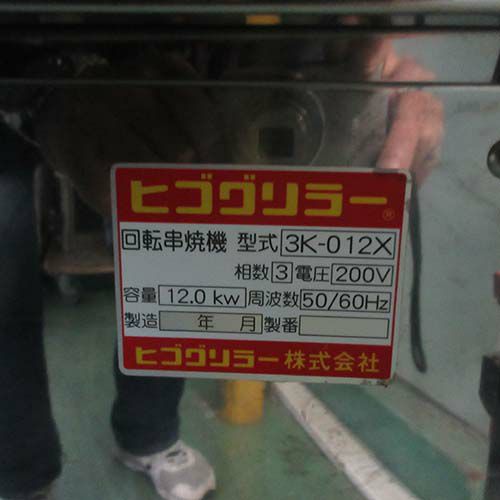 ヒゴグリラー®
回転串焼機 型式 3K-012X
相数 3 電圧 200V
容量 12.0 kw 周波数 50/60Hz
製造 年 月 製番
ヒゴグリラー株式会社